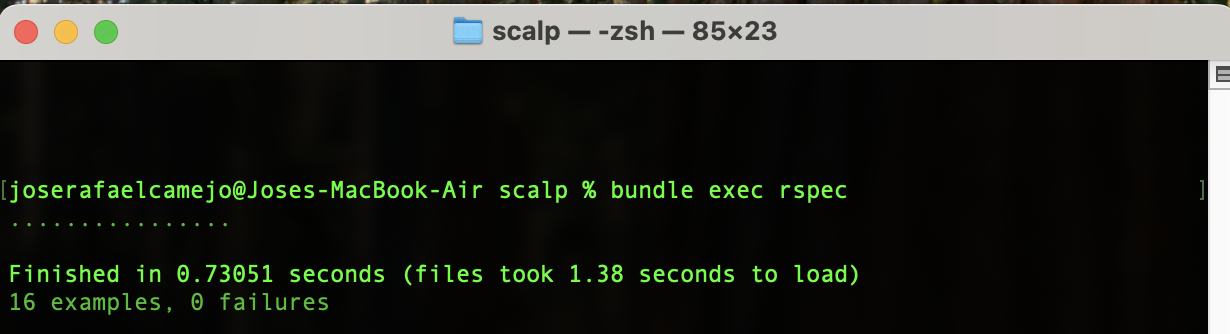 scalp — -zsh — 85×23
[joserafaelcamejo@Joses-MacBook-Air scalp % bundle exec rspec ]
................
Finished in 0.73051 seconds (files took 1.38 seconds to load)
16 examples, 0 failures